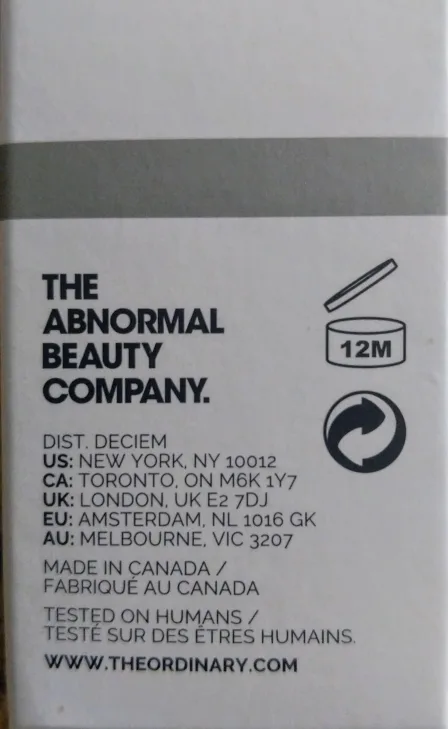 THE
ABNORMAL
BEAUTY
COMPANY.
12M
DIST. DECIEM
US: NEW YORK, NY 10012
CA: TORONTO, ON M6K 1Y7
UK: LONDON, UK E2 7DJ
EU: AMSTERDAM, NL 1016 GK
AU: MELBOURNE, VIC 3207
MADE IN CANADA /
FABRIQUÉ AU CANADA
TESTED ON HUMANS /
TESTÉ SUR DES ÊTRES HUMAINS.
WWW.THEORDINARY.COM